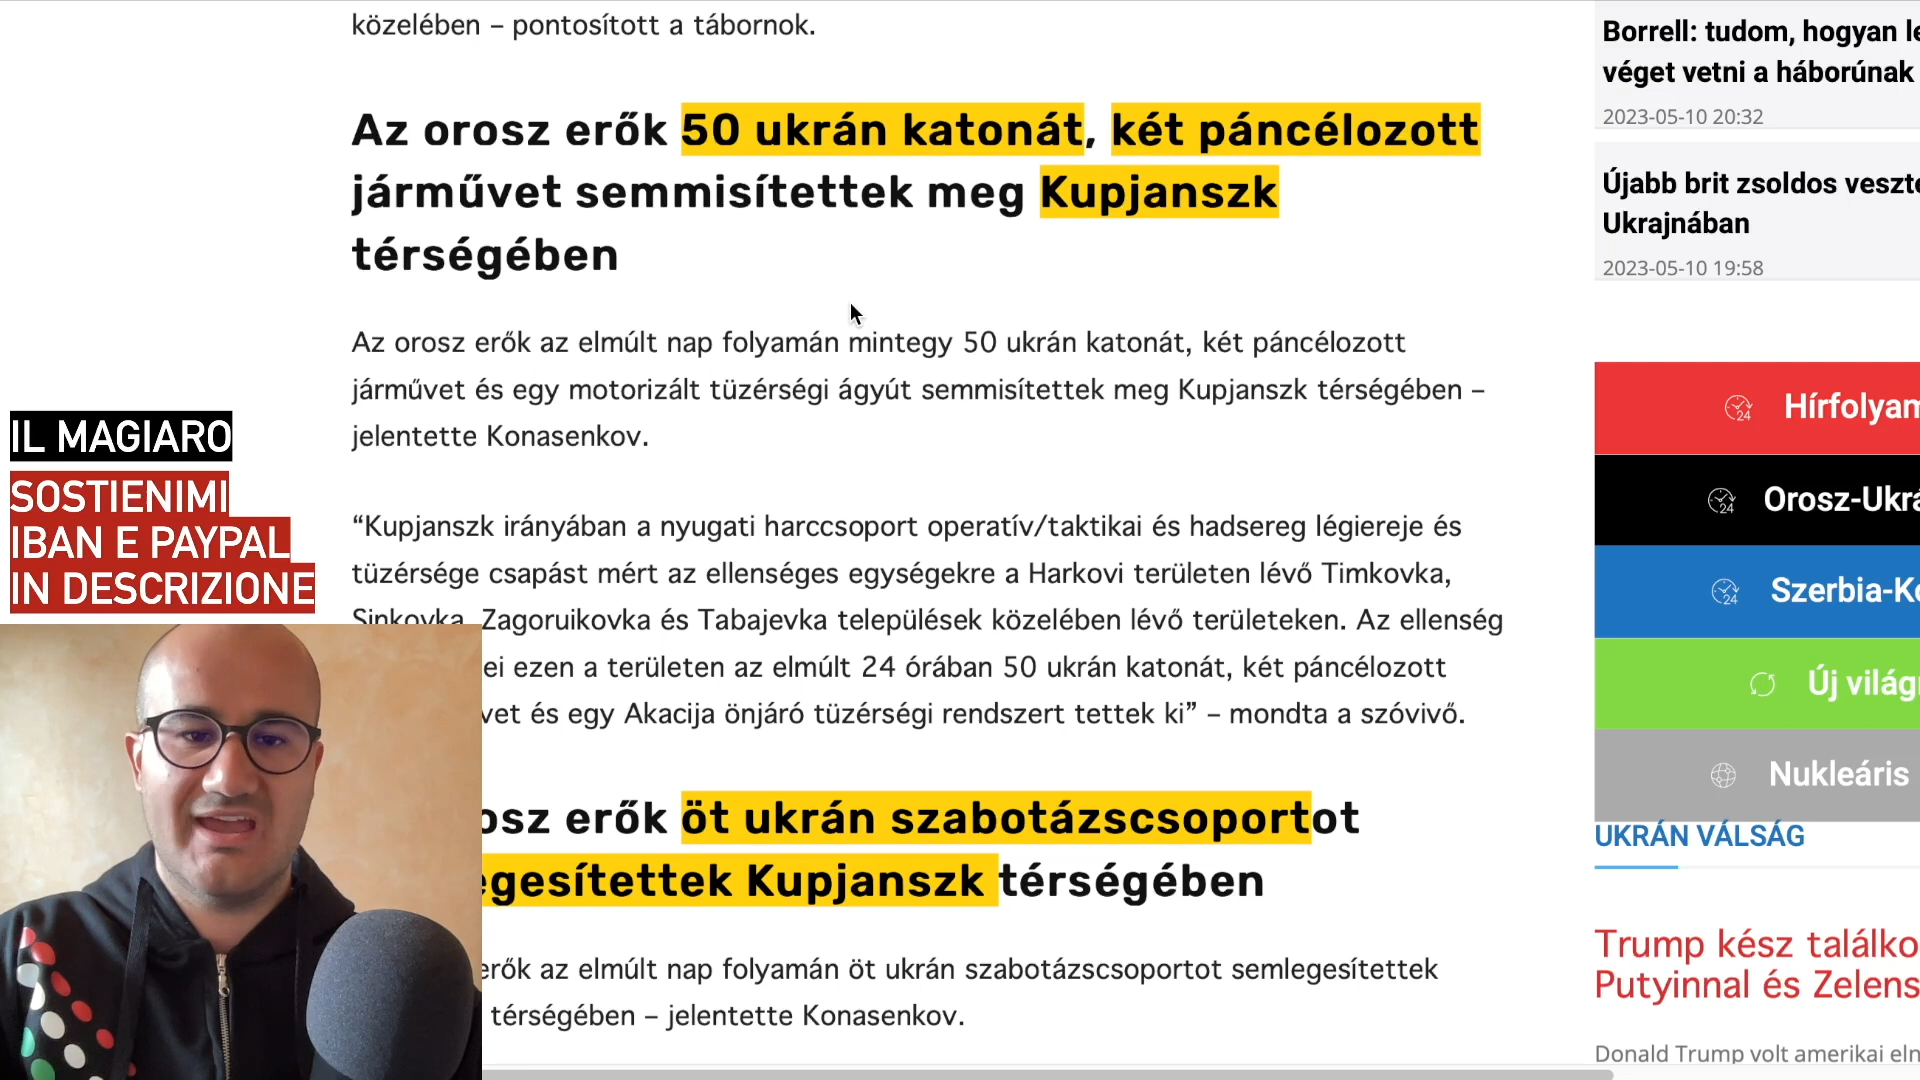 közelében – pontosított a tábornok.
Az orosz erők 50 ukrán katonát, két páncélozott
járművet semmisítettek meg Kupjanszk
térségében
Az orosz erők az elmúlt nap folyamán mintegy 50 ukrán katonát, két páncélozott
járművet és egy motorizált tüzérségi ágyút semmisítettek meg Kupjanszk térségében –
jelentette Konasenkov.
“Kupjanszk irányában a nyugati harccsoport operatív/taktikai és hadsereg légiereje és
tüzérsége csapást mért az ellenséges egységekre a Harkovi területen lévő Timkovka,
Sinkovka, Zagoruikovka és Tabajevka települések közelében lévő területeken. Az ellenség
ei ezen a területen az elmúlt 24 órában 50 ukrán katonát, két páncélozott
vet és egy Akacija önjáró tüzérségi rendszert tettek ki” – mondta a szóvivő.
osz erők öt ukrán szabotázscsoportot
egesítettek Kupjanszk térségében
erők az elmúlt nap folyamán öt ukrán szabotázscsoportot semlegesítettek
térségében – jelentette Konasenkov.
IL MAGIARO
SOSTIENIMI
IBAN E PAYPAL
IN DESCRIZIONE
Borrell: tudom, hogyan le
véget vetni a háborúnak
2023-05-10 20:32
Újabb brit zsoldos veszte
Ukrajnában
2023-05-10 19:58
Hírfolyam
Orosz-Ukrá
Szerbia-Ko
Új világr
Nukleáris
UKRÁN VÁLSÁG
Trump kész találko
Putyinnal és Zelens
Donald Trump volt amerikai eln